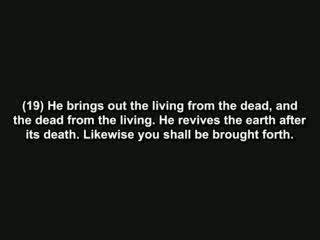 (19) He brings out the living from the dead, and
the dead from the living. He revives the earth after
its death. Likewise you shall be brought forth.